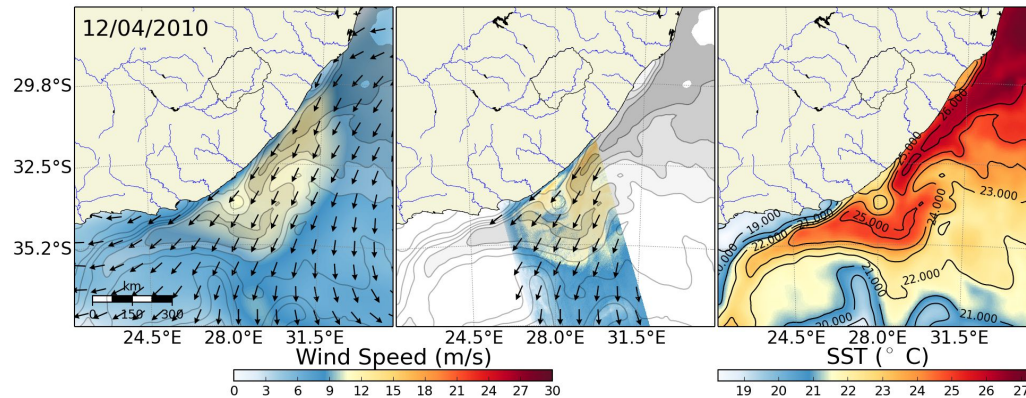 12/04/2010
29.8°S
32.5°S
35.2°S
km
0 150 300
24.5°E 28.0°E 31.5°E
24.5°E 28.0°E 31.5°E
24.5°E 28.0°E 31.5°E
26.000
25.000
23.000
24.000
25.000
21.000
19.000
22.000
22.000
21.000
20.000
Wind Speed (m/s)
0 3 6 9 12 15 18 21 24 27 30
SST (° C)
19 20 21 22 23 24 25 26 27